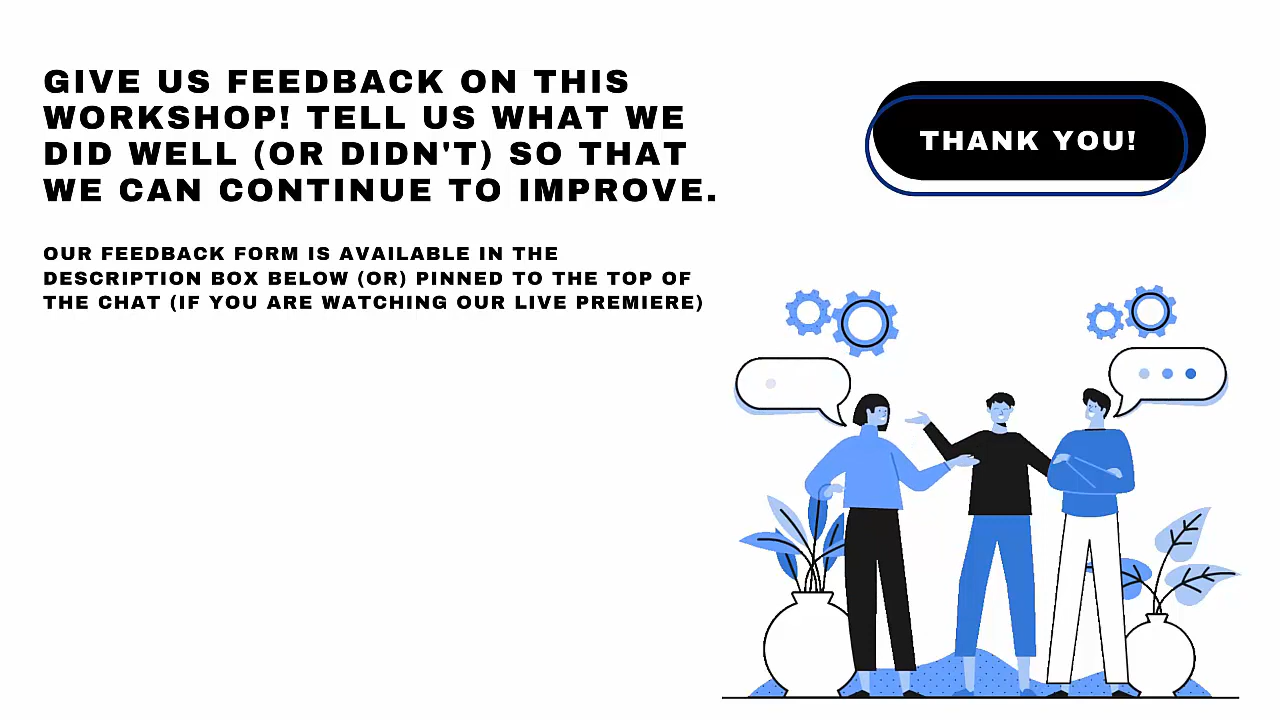 GIVE US FEEDBACK ON THIS
WORKSHOP! TELL US WHAT WE
DID WELL (OR DIDN'T) SO THAT
WE CAN CONTINUE TO IMPROVE.
OUR FEEDBACK FORM IS AVAILABLE IN THE
DESCRIPTION BOX BELOW (OR) PINNED TO THE TOP OF
THE CHAT (IF YOU ARE WATCHING OUR LIVE PREMIERE)
THANK YOU!